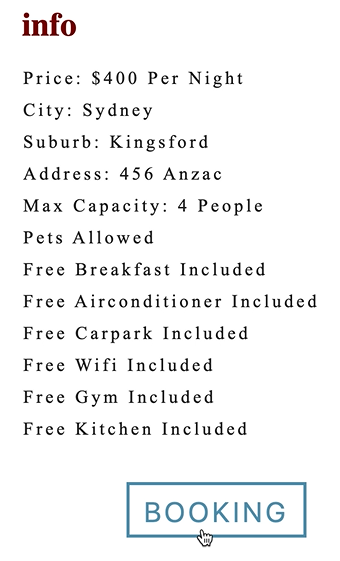 info
Price: $400 Per Night
City: Sydney
Suburb: Kingsford
Address: 456 Anzac
Max Capacity: 4 People
Pets Allowed
Free Breakfast Included
Free Airconditioner Included
Free Carpark Included
Free Wifi Included
Free Gym Included
Free Kitchen Included
BOOKING